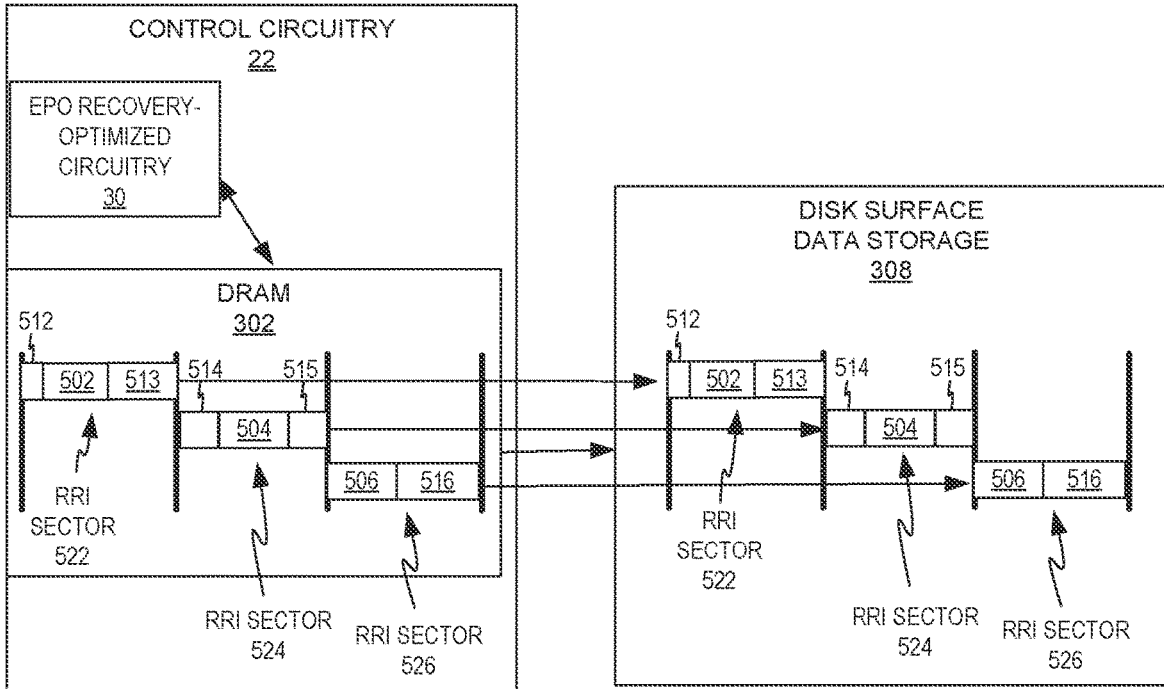 CONTROL CIRCUITRY
22
EPO RECOVERY-
OPTIMIZED
CIRCUITRY
30
DRAM
302
512
502
513
514
515
504
506
516
RRI
SECTOR
522
RRI SECTOR
524
RRI SECTOR
526
DISK SURFACE
DATA STORAGE
308
512
502
513
514
515
504
506
516
RRI
SECTOR
522
RRI SECTOR
524
RRI SECTOR
526